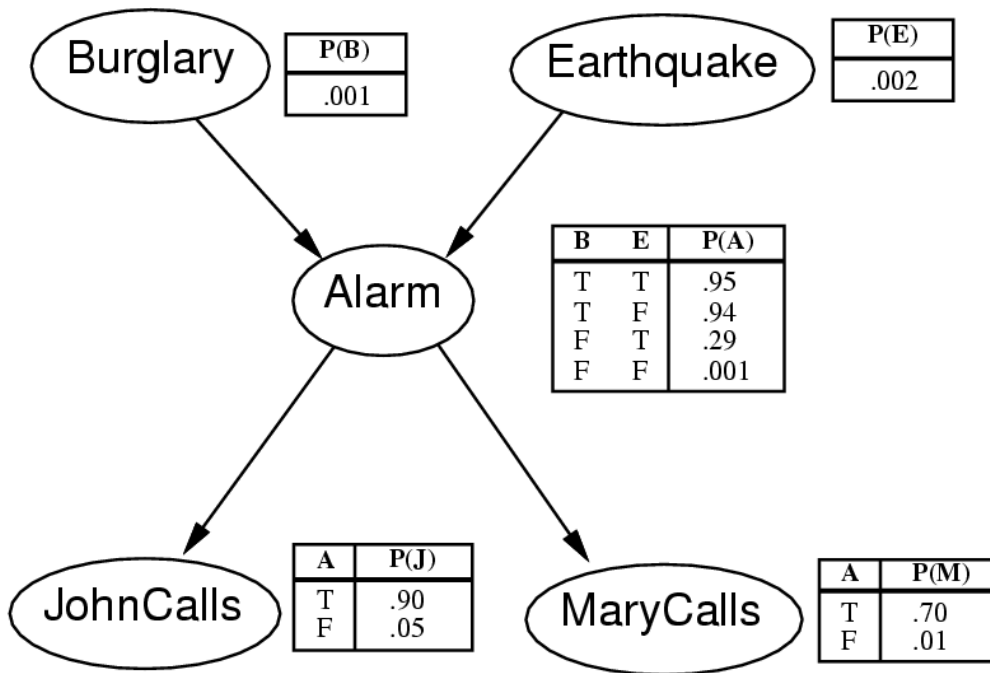 Burglary
P(B)
.001
Earthquake
P(E)
.002
Alarm
B E P(A)
T T .95
T F .94
F T .29
F F .001
JohnCalls
A P(J)
T .90
F .05
MaryCalls
A P(M)
T .70
F .01